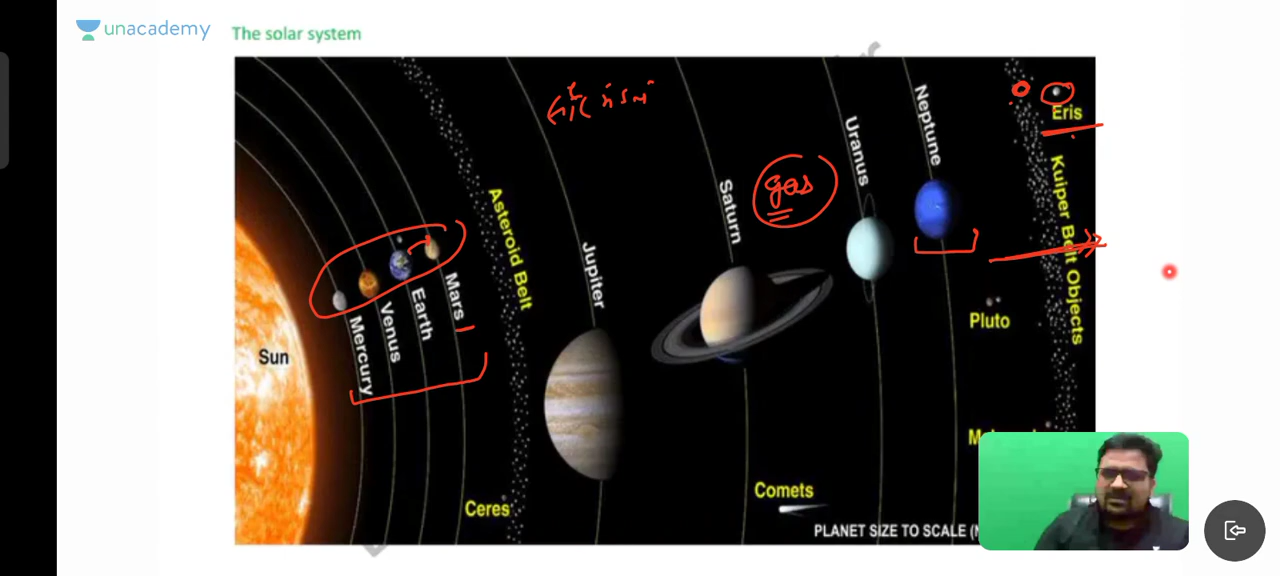 unacademy
The solar system
Eris
Neptune
Uranus
gas
Kuiper Belt Objects
Saturn
Asteroid Belt
Jupiter
Mars
Earth
Venus
Mercury
Sun
Pluto
Comets
Ceres
PLANET SIZE TO SCALE